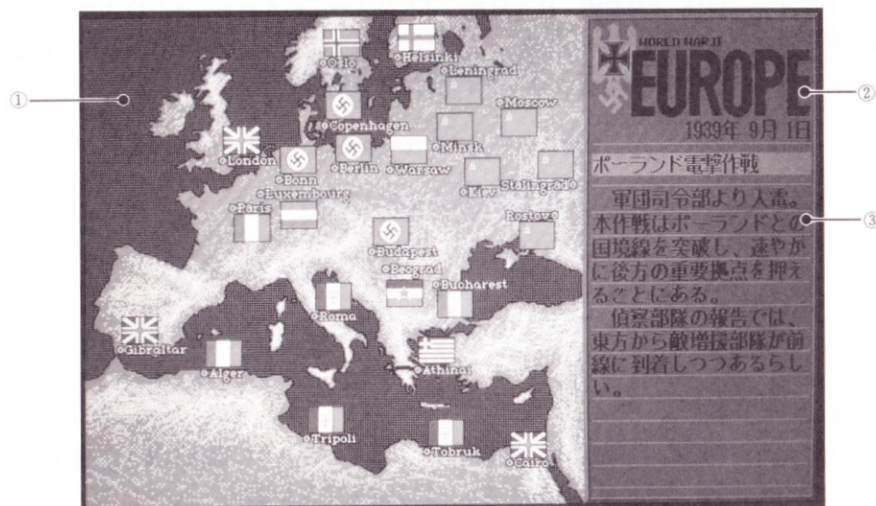 Oslo
Helsinki
Leningrad
Moscow
Copenhagen
Minsk
London
Bonn
Berlin
Warsaw
Kiev
Stalingrad
Luxembourg
Paris
Rostov
Budapest
Beograd
Bucharest
Roma
Gibraltar
Alger
Athinai
Tripoli
Tobruk
Cairo
①
WORLD WAR II
EUROPE
②
1939年 9月 1日
ポーランド電撃作戦
軍団司令部より入電。
本作戦はポーランドとの
③
国境線を突破し、速やか
に後方の重要拠点を押え
ることにある。
偵察部隊の報告では、
東方から敵増援部隊が前
線に到着しつつあるらし
い。